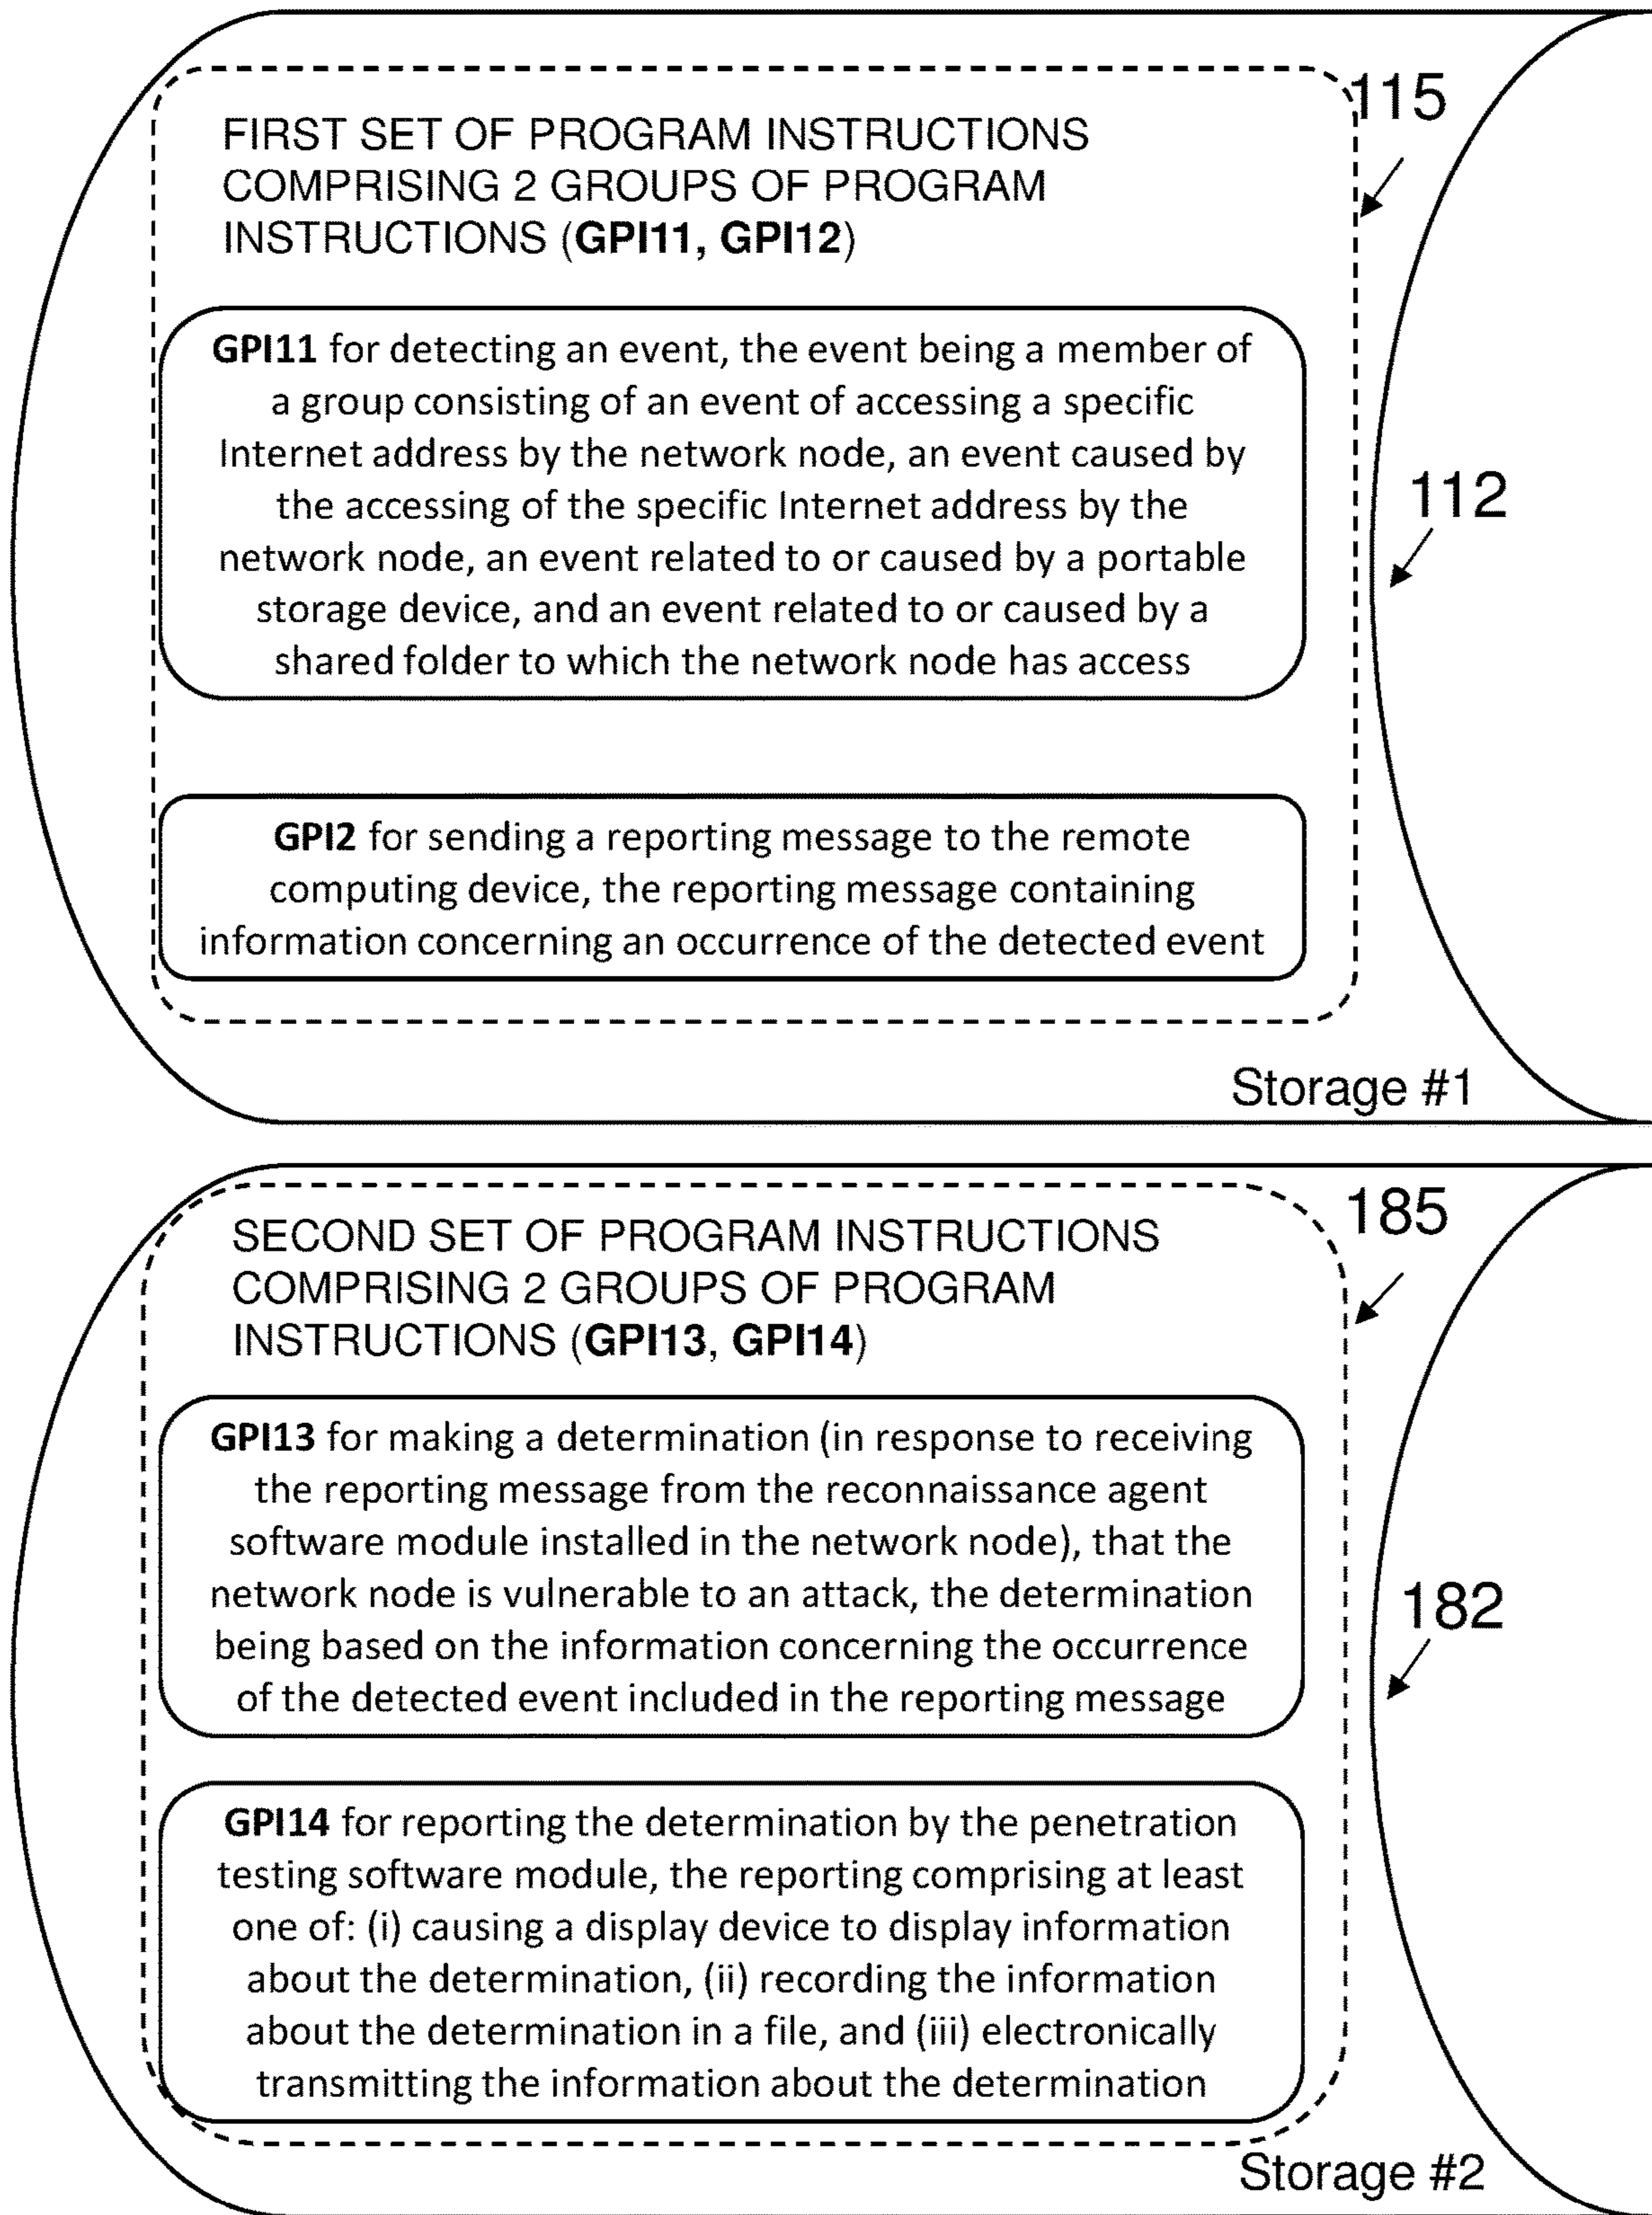 115
FIRST SET OF PROGRAM INSTRUCTIONS
COMPRISING 2 GROUPS OF PROGRAM
INSTRUCTIONS (GPI11, GPI12)
GPI11 for detecting an event, the event being a member of
a group consisting of an event of accessing a specific
Internet address by the network node, an event caused by
the accessing of the specific Internet address by the
network node, an event related to or caused by a portable
storage device, and an event related to or caused by a
shared folder to which the network node has access
112
GPI2 for sending a reporting message to the remote
computing device, the reporting message containing
information concerning an occurrence of the detected event
Storage #1
185
SECOND SET OF PROGRAM INSTRUCTIONS
COMPRISING 2 GROUPS OF PROGRAM
INSTRUCTIONS (GPI13, GPI14)
GPI13 for making a determination (in response to receiving
the reporting message from the reconnaissance agent
software module installed in the network node), that the
network node is vulnerable to an attack, the determination
being based on the information concerning the occurrence
of the detected event included in the reporting message
182
GPI14 for reporting the determination by the penetration
testing software module, the reporting comprising at least
one of: (i) causing a display device to display information
about the determination, (ii) recording the information
about the determination in a file, and (iii) electronically
transmitting the information about the determination
Storage #2